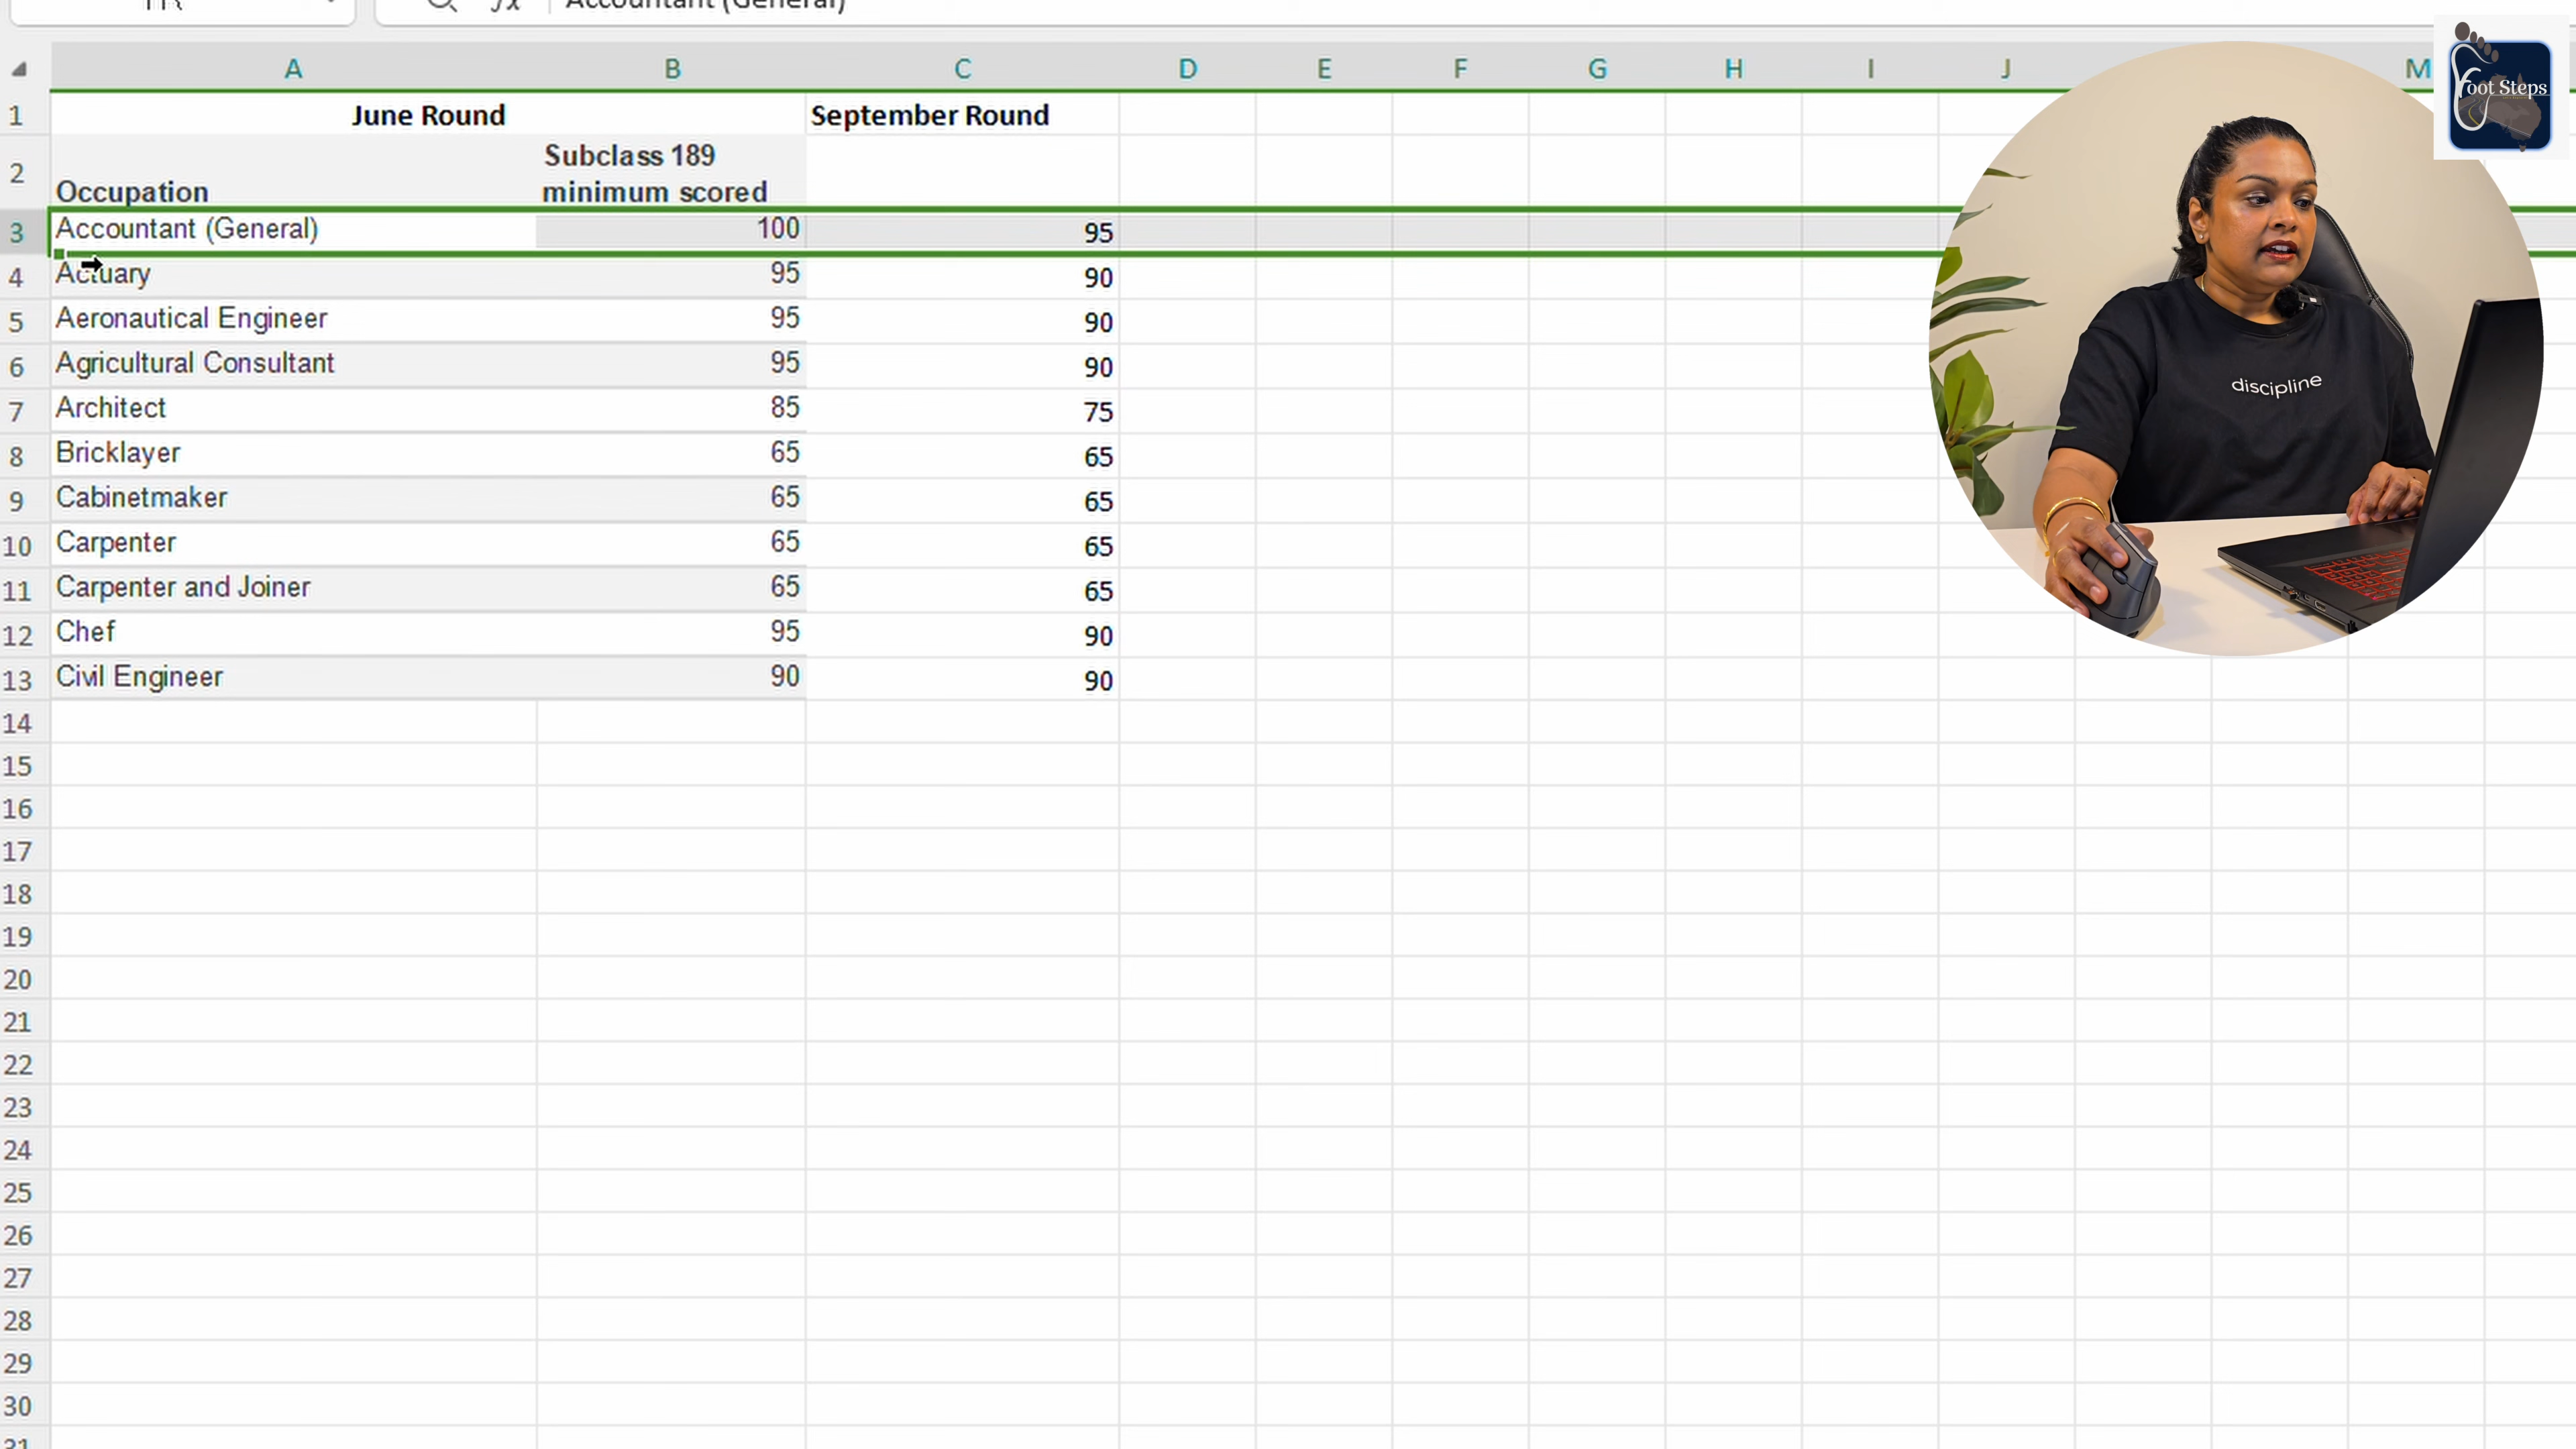 fx Accountant (General)
A B C D E F G H I J M
1 June Round September Round
2 Occupation Subclass 189 minimum scored
3 Accountant (General) 100 95
4 Actuary 95 90
5 Aeronautical Engineer 95 90
6 Agricultural Consultant 95 90
7 Architect 85 75
8 Bricklayer 65 65
9 Cabinetmaker 65 65
10 Carpenter 65 65
11 Carpenter and Joiner 65 65
12 Chef 95 90
13 Civil Engineer 90 90
14
15
16
17
18
19
20
21
22
23
24
25
26
27
28
29
30
31
Foot Steps
discipline